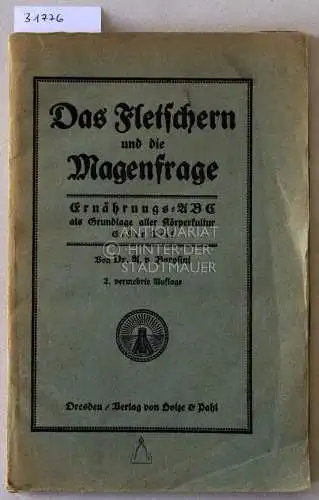 31776
Das Fletschern
und die
Magenfrage
Ernährungs=ABC
als Grundlage aller Körperkultur
Von Dr. A. v. Borosini
2. vermehrte Auflage
Dresden / Verlag von Holze & Pahl
ANTIQUARIAT
HINTER DER
STADTMAUER